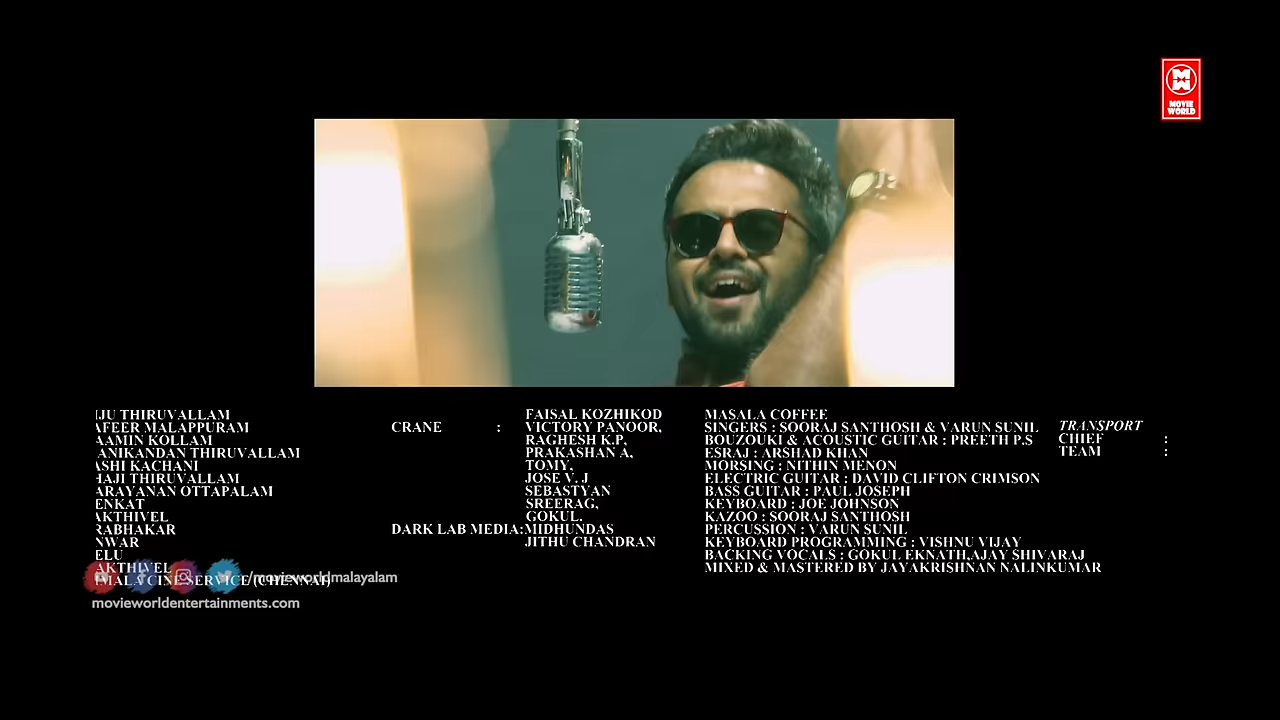 MOVIE
WORLD
IJU THIRUVALLAM
AFEER MALAPPURAM
AAMIN KOLLAM
ANIKANDAN THIRUVALLAM
ASHI KACHANI
HAJI THIRUVALLAM
ARAYANAN OTTAPALAM
ENKAT
AKTHIVEL
RABHAKAR
NWAR
ELU
AKTHIVEL
IMALA CINE SERVICE (CHENNAI)
/movieworldmalayalam
movieworldentertainments.com
CRANE :
DARK LAB MEDIA:
FAISAL KOZHIKOD
VICTORY PANOOR,
RAGHESH K.P,
PRAKASHAN A,
TOMY,
JOSE V. J
SEBASTYAN
SREERAG,
GOKUL.
MIDHUNDAS
JITHU CHANDRAN
MASALA COFFEE
SINGERS : SOORAJ SANTHOSH & VARUN SUNIL
BOUZOUKI & ACOUSTIC GUITAR : PREETH P.S
ESRAJ : ARSHAD KHAN
MORSING : NITHIN MENON
ELECTRIC GUITAR : DAVID CLIFTON CRIMSON
BASS GUITAR : PAUL JOSEPH
KEYBOARD : JOE JOHNSON
KAZOO : SOORAJ SANTHOSH
PERCUSSION : VARUN SUNIL
KEYBOARD PROGRAMMING : VISHNU VIJAY
BACKING VOCALS : GOKUL EKNATH,AJAY SHIVARAJ
MIXED & MASTERED BY JAYAKRISHNAN NALINKUMAR
TRANSPORT
CHIEF :
TEAM :